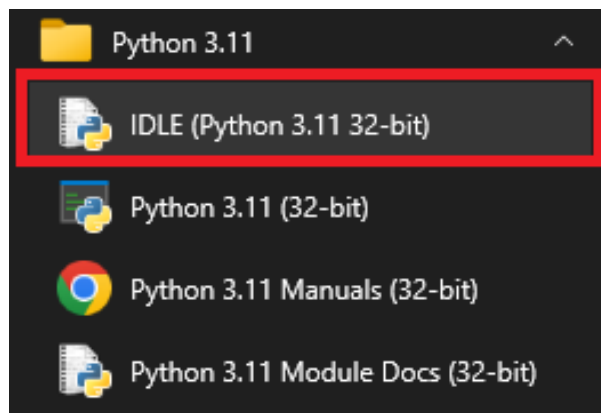 Python 3.11
IDLE (Python 3.11 32-bit)
Python 3.11 (32-bit)
Python 3.11 Manuals (32-bit)
Python 3.11 Module Docs (32-bit)